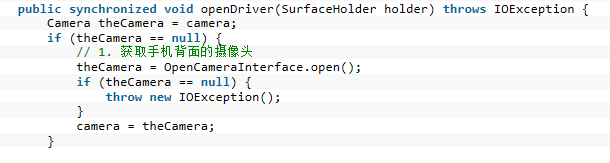 public synchronized void openDriver(SurfaceHolder holder) throws IOException {
    Camera theCamera = camera;
    if (theCamera == null) {
        // 1. 获取手机背面的摄像头
        theCamera = OpenCameraInterface.open();
        if (theCamera == null) {
            throw new IOException();
        }
        camera = theCamera;
    }